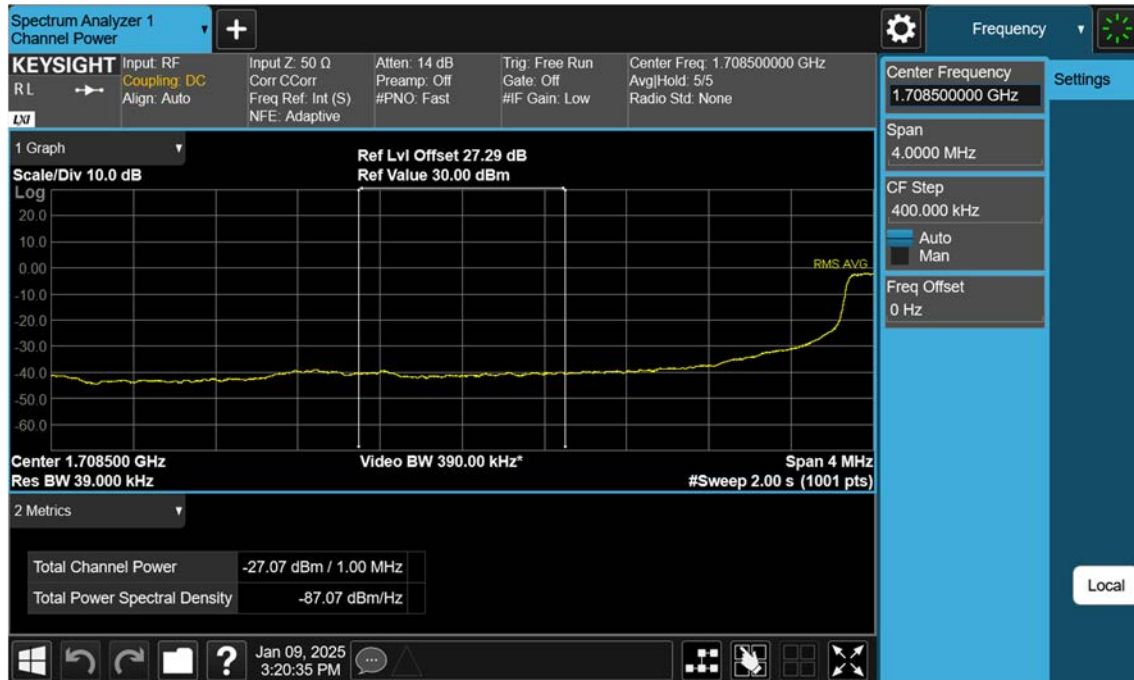 Spectrum Analyzer 1
Channel Power
Frequency
KEYSIGHT
R L
LXI
Input: RF
Coupling: DC
Align: Auto
Input Z: 50 Ω
Corr CCorr
Freq Ref: Int (S)
NFE: Adaptive
Atten: 14 dB
Preamp: Off
#PNO: Fast
Trig: Free Run
Gate: Off
#IF Gain: Low
Center Freq: 1.708500000 GHz
Avg|Hold: 5/5
Radio Std: None
Center Frequency
1.708500000 GHz
Settings
Span
4.0000 MHz
CF Step
400.000 kHz
Auto
Man
Freq Offset
0 Hz
1 Graph
Scale/Div 10.0 dB
Ref Lvl Offset 27.29 dB
Ref Value 30.00 dBm
Log
20.0
10.0
0.00
RMS AVG
-10.0
-20.0
-30.0
-40.0
-50.0
-60.0
Center 1.708500 GHz
Video BW 390.00 kHz*
Span 4 MHz
Res BW 39.000 kHz
#Sweep 2.00 s (1001 pts)
2 Metrics
Total Channel Power -27.07 dBm / 1.00 MHz
Total Power Spectral Density -87.07 dBm/Hz
Local
Jan 09, 2025
3:20:35 PM